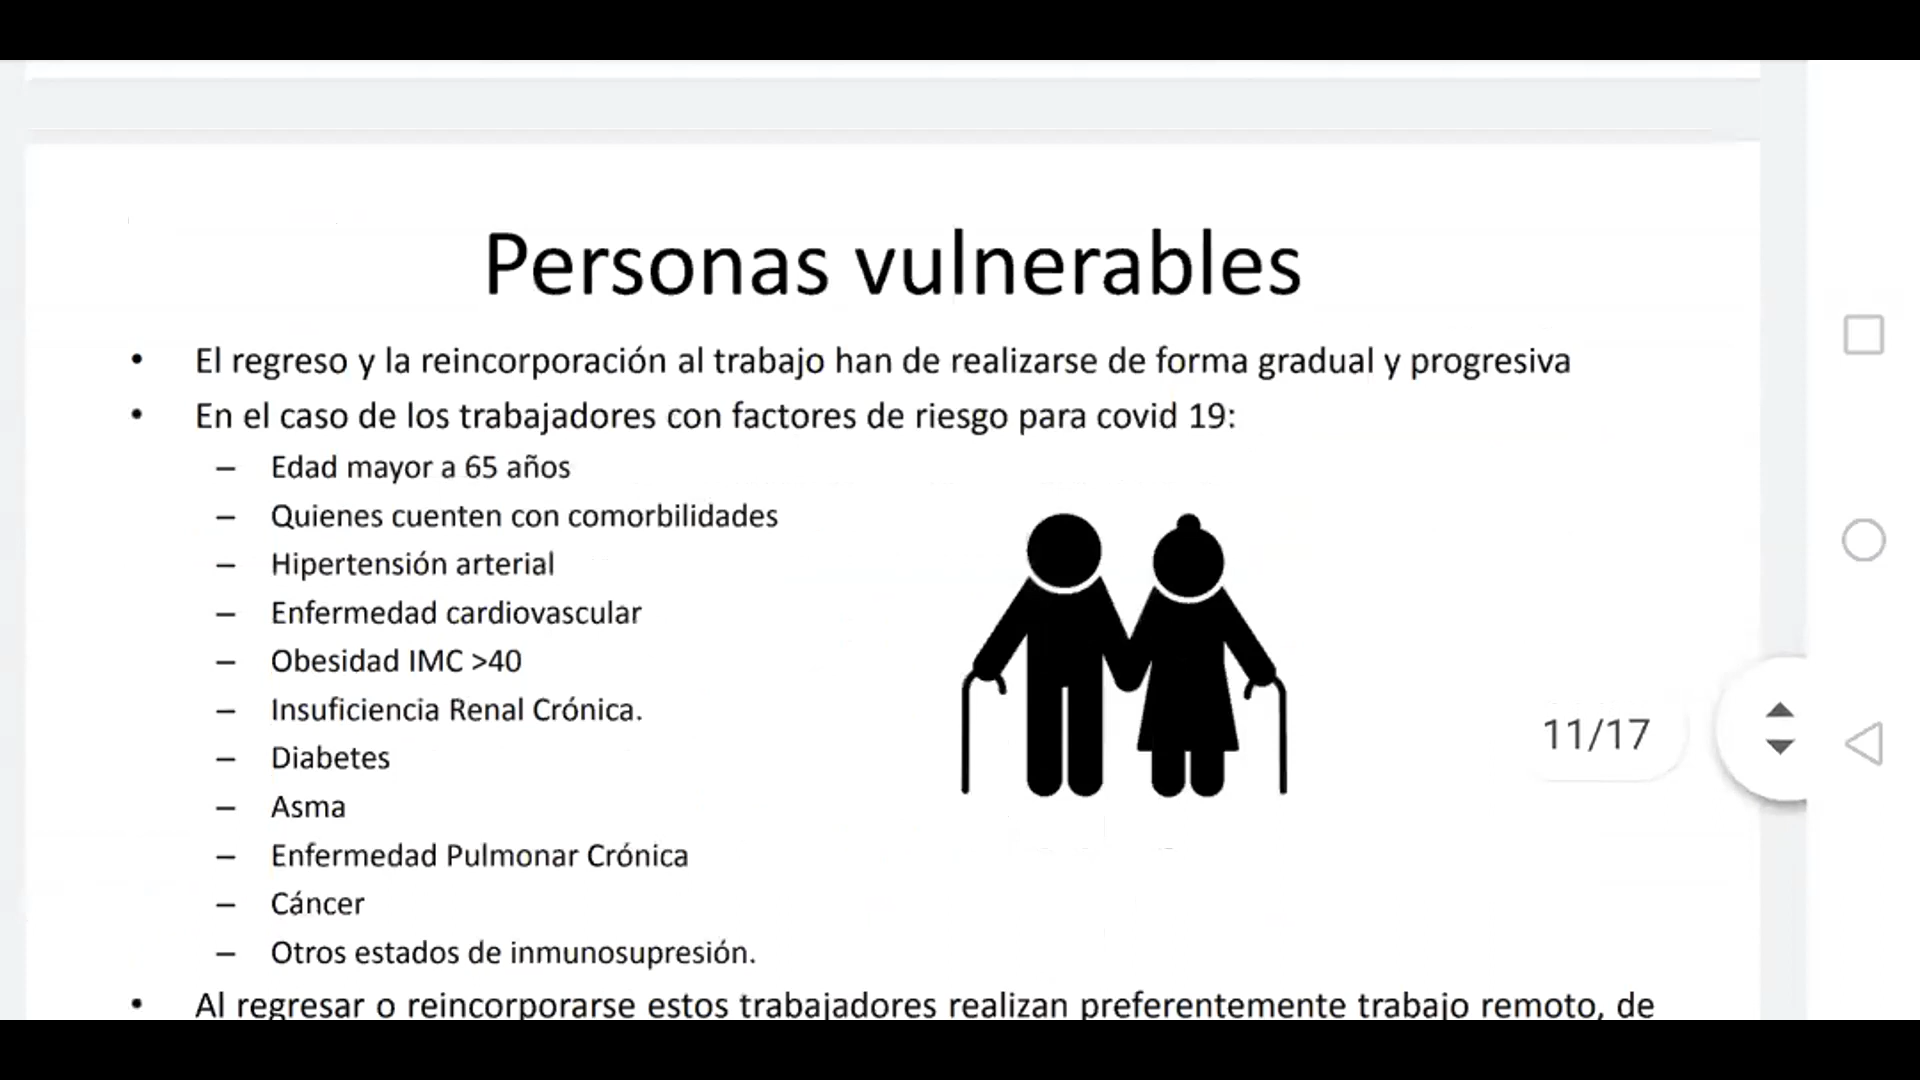 Personas vulnerables
• El regreso y la reincorporación al trabajo han de realizarse de forma gradual y progresiva
• En el caso de los trabajadores con factores de riesgo para covid 19:
– Edad mayor a 65 años
– Quienes cuenten con comorbilidades
– Hipertensión arterial
– Enfermedad cardiovascular
– Obesidad IMC >40
– Insuficiencia Renal Crónica.
– Diabetes
– Asma
– Enfermedad Pulmonar Crónica
– Cáncer
– Otros estados de inmunosupresión.
• Al regresar o reincorporarse estos trabajadores realizan preferentemente trabajo remoto, de
11/17